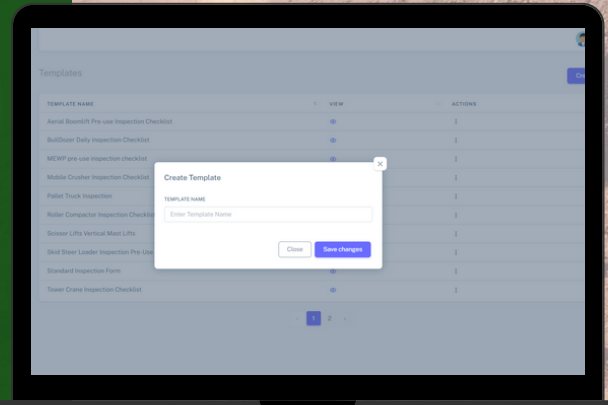 Templates
Cre
TEMPLATE NAME VIEW ACTIONS
Aerial Boomlift Pre-use Inspection Checklist
BullDozer Daily Inspection Checklist
MEWP pre-use inspection checklist
Mobile Crusher Inspection Checklist
Pallet Truck Inspection
Roller Compactor Inspection Checklis
Scissor Lifts Vertical Mast Lifts
Skid Steer Loader Inspection Pre-Use
Standard Inspection Form
Tower Crane Inspection Checklist
Create Template
TEMPLATE NAME
Enter Template Name
Close Save changes
1 2